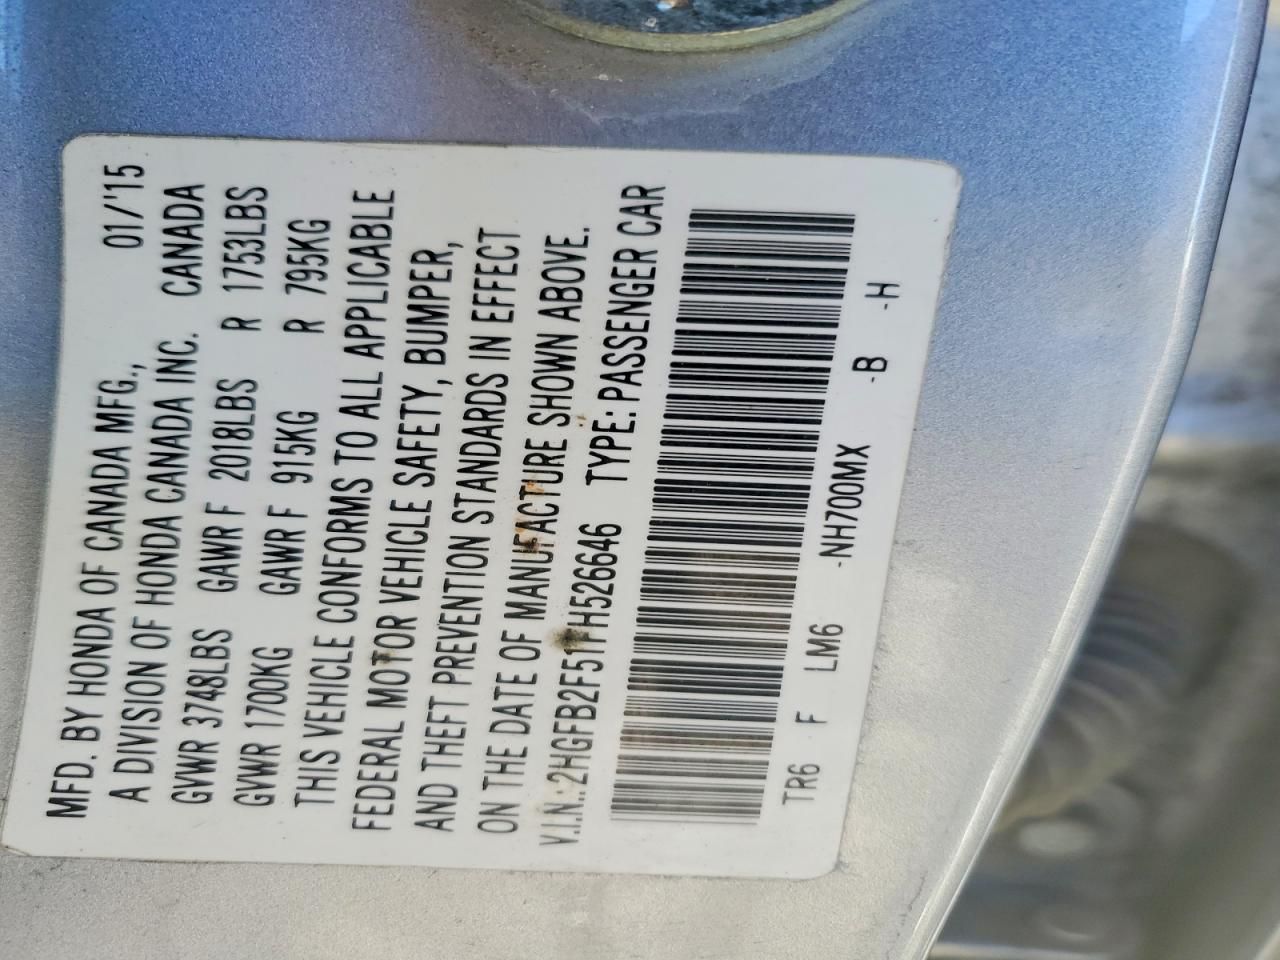 MFD. BY HONDA OF CANADA MFG., 01/'15
A DIVISION OF HONDA CANADA INC. CANADA
GVWR 3748LBS GAWR F 2018LBS R 1753LBS
GVWR 1700KG GAWR F 915KG R 795KG
THIS VEHICLE CONFORMS TO ALL APPLICABLE
FEDERAL MOTOR VEHICLE SAFETY, BUMPER,
AND THEFT PREVENTION STANDARDS IN EFFECT
ON THE DATE OF MANUFACTURE SHOWN ABOVE.
V.I.N.:2HGFB2F51FH526646 TYPE: PASSENGER CAR
TR6 -F LM6 -NH700MX -B -H